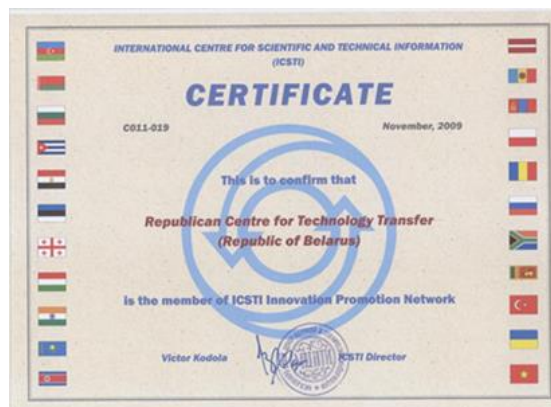 INTERNATIONAL CENTRE FOR SCIENTIFIC AND TECHNICAL INFORMATION
(ICSTI)
CERTIFICATE
C011-019 November, 2009
This is to confirm that
Republican Centre for Technology Transfer
(Republic of Belarus)
is the member of ICSTI Innovation Promotion Network
Victor Kodola ICSTI Director